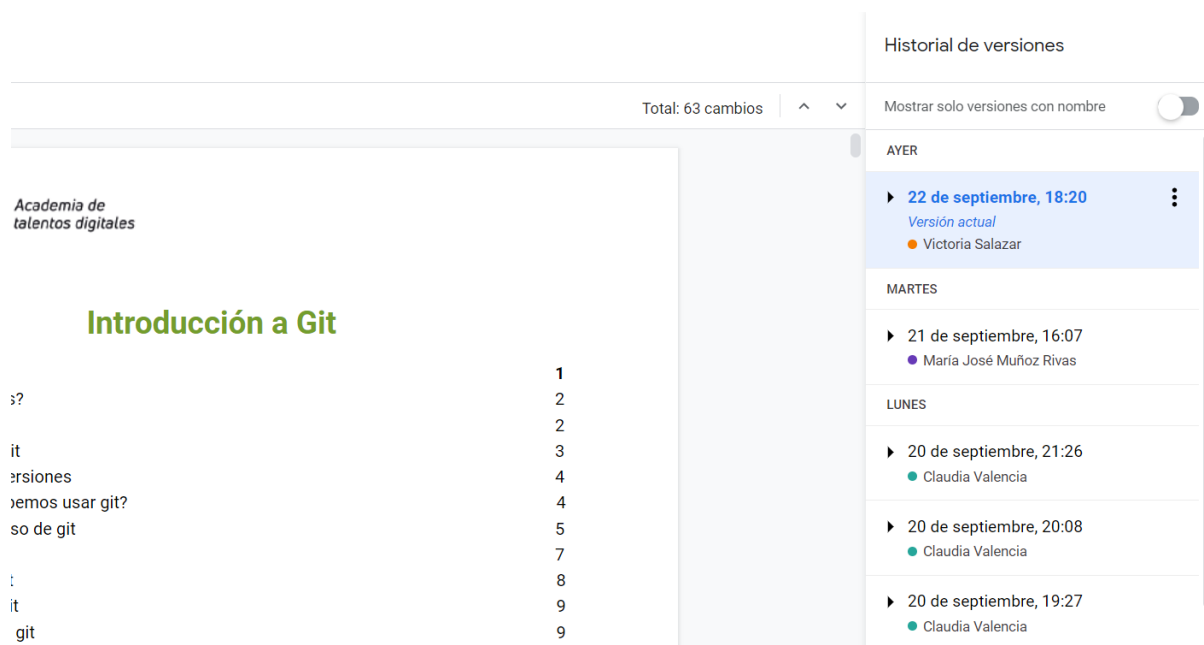 Historial de versiones
Total: 63 cambios
Mostrar solo versiones con nombre
Academia de
talentos digitales
Introducción a Git
1
s? 2
2
it 3
ersiones 4
bemos usar git? 4
so de git 5
7
t 8
it 9
git 9
AYER
22 de septiembre, 18:20
Versión actual
Victoria Salazar
MARTES
21 de septiembre, 16:07
María José Muñoz Rivas
LUNES
20 de septiembre, 21:26
Claudia Valencia
20 de septiembre, 20:08
Claudia Valencia
20 de septiembre, 19:27
Claudia Valencia